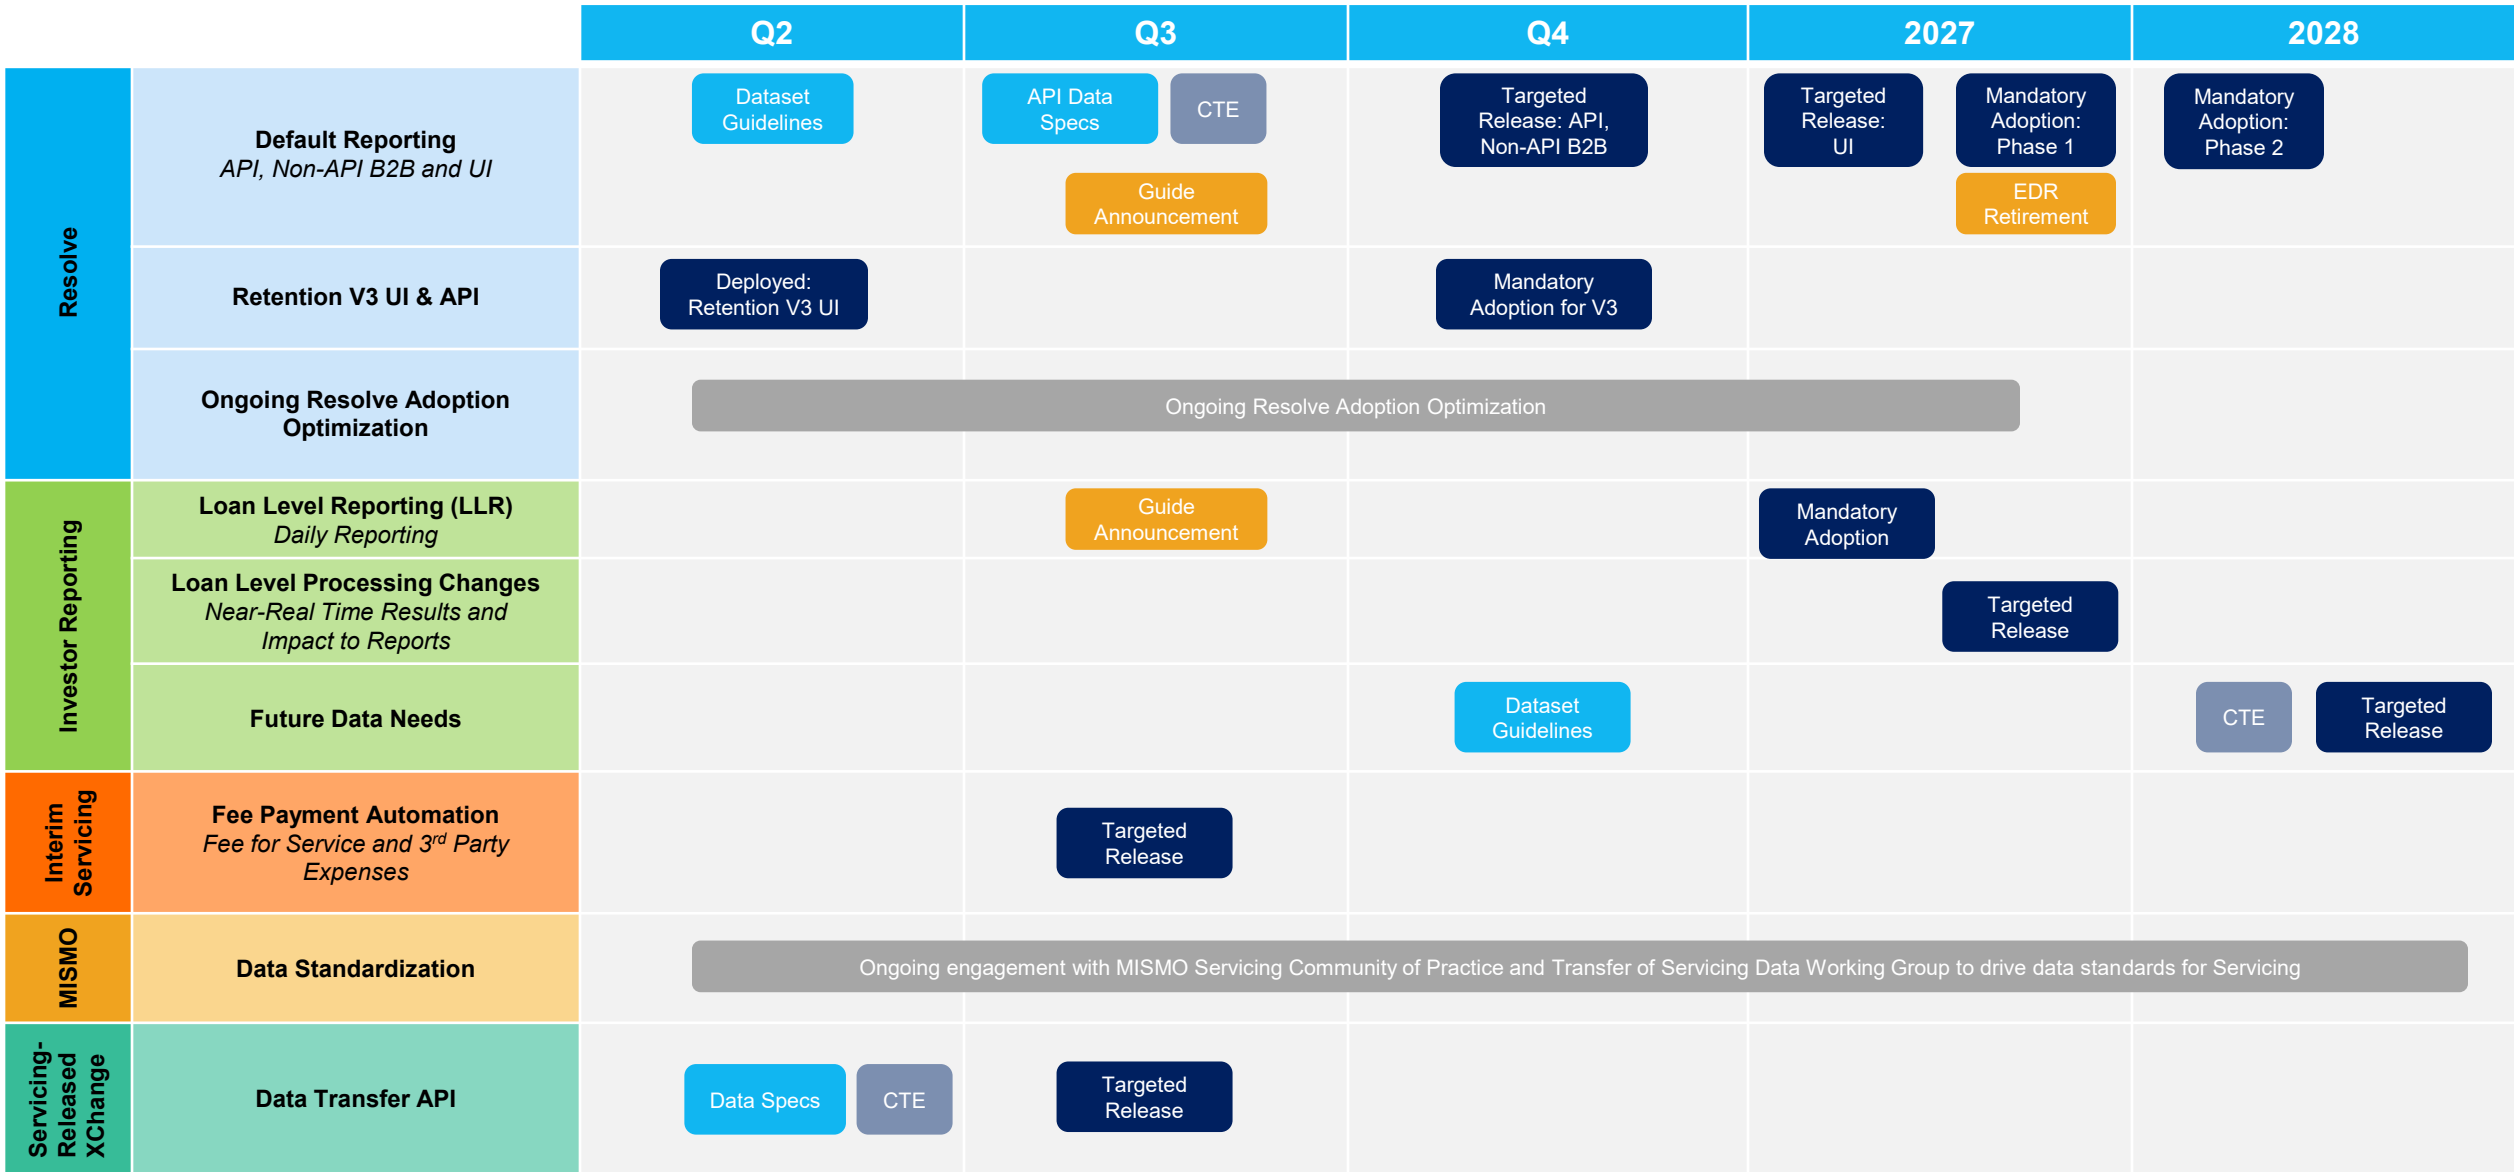 Q2
Q3
Q4
2027
2028
Resolve
Default Reporting
API, Non-API B2B and UI
Dataset
Guidelines
API Data
Specs
CTE
Guide
Announcement
Targeted
Release: API,
Non-API B2B
Targeted
Release:
UI
Mandatory
Adoption:
Phase 1
EDR
Retirement
Mandatory
Adoption:
Phase 2
Retention V3 UI & API
Deployed:
Retention V3 UI
Mandatory
Adoption for V3
Ongoing Resolve Adoption
Optimization
Ongoing Resolve Adoption Optimization
Investor Reporting
Loan Level Reporting (LLR)
Daily Reporting
Guide
Announcement
Mandatory
Adoption
Loan Level Processing Changes
Near-Real Time Results and
Impact to Reports
Targeted
Release
Future Data Needs
Dataset
Guidelines
CTE
Targeted
Release
Interim
Servicing
Fee Payment Automation
Fee for Service and 3rd Party
Expenses
Targeted
Release
MISMO
Data Standardization
Ongoing engagement with MISMO Servicing Community of Practice and Transfer of Servicing Data Working Group to drive data standards for Servicing
Servicing-
Released
XChange
Data Transfer API
Data Specs
CTE
Targeted
Release